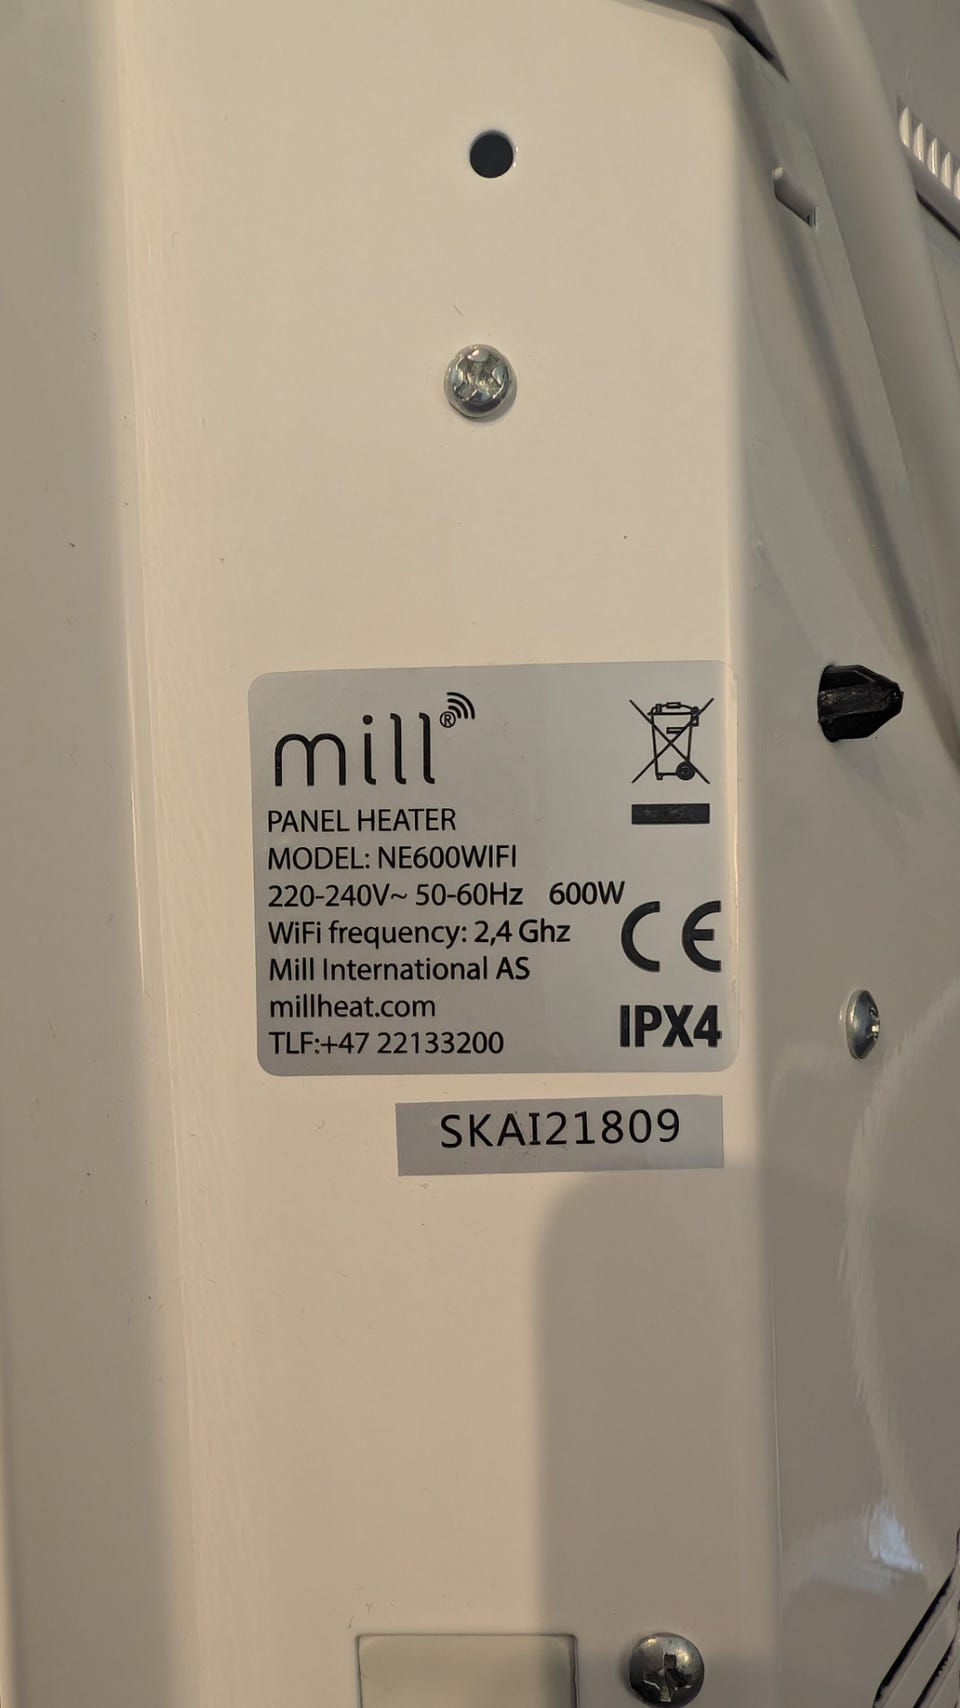 mill®
PANEL HEATER
MODEL: NE600WIFI
220-240V~ 50-60Hz 600W
WiFi frequency: 2,4 Ghz
Mill International AS
millheat.com
TLF:+47 22133200
CE
IPX4
SKAI21809